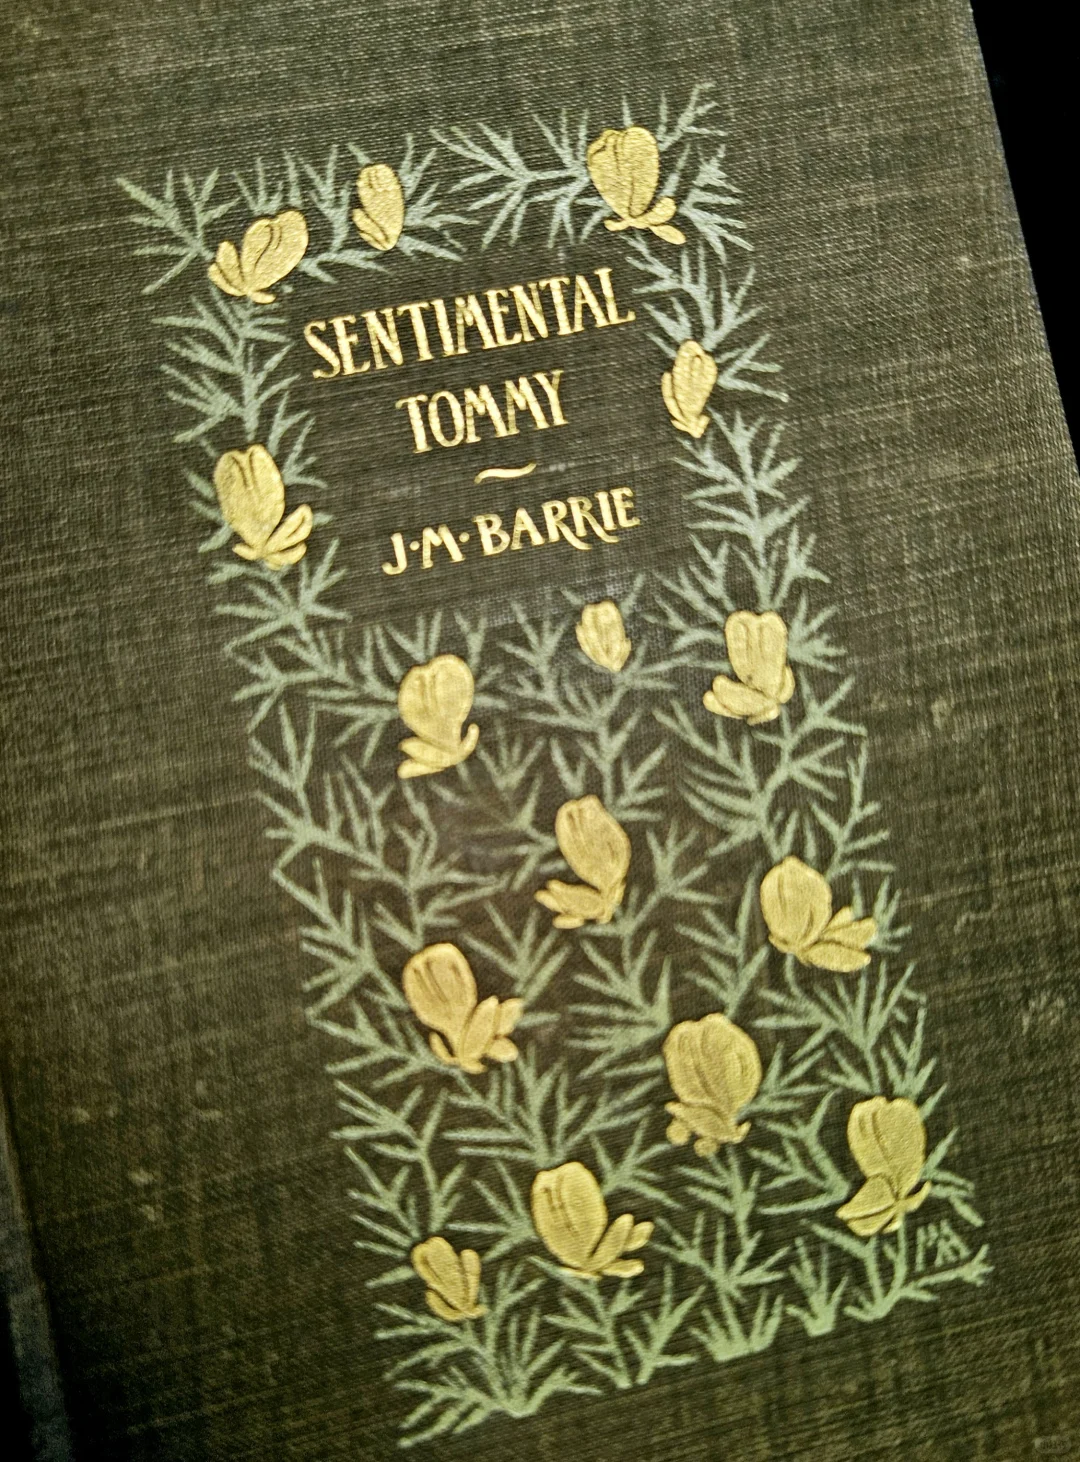 SENTIMENTAL
TOMMY
~
J·M·BARRIE